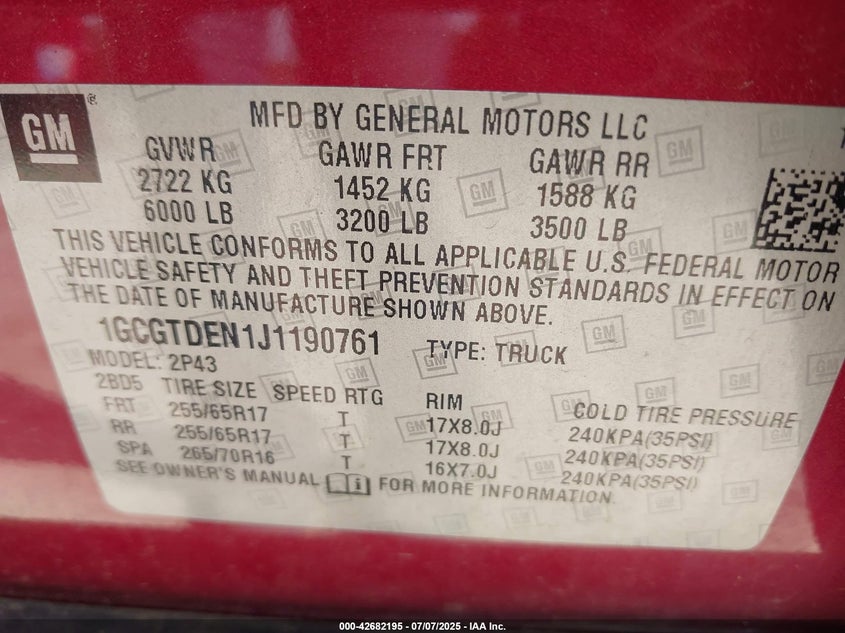 GM
MFD BY GENERAL MOTORS LLC
GVWR GAWR FRT GAWR RR
2722 KG 1452 KG 1588 KG
6000 LB 3200 LB 3500 LB
THIS VEHICLE CONFORMS TO ALL APPLICABLE U.S. FEDERAL MOTOR
VEHICLE SAFETY AND THEFT PREVENTION STANDARDS IN EFFECT ON
THE DATE OF MANUFACTURE SHOWN ABOVE.
1GCGTDEN1J1190761 TYPE: TRUCK
MODEL: 2P43
2BD5 TIRE SIZE SPEED RTG RIM COLD TIRE PRESSURE
FRT 255/65R17 T 17X8.0J 240KPA(35PSI)
RR 255/65R17 T 17X8.0J 240KPA(35PSI)
SPA 265/70R16 T 16X7.0J 240KPA(35PSI)
SEE OWNER'S MANUAL FOR MORE INFORMATION
000-42682195 - 07/07/2025 - IAA Inc.